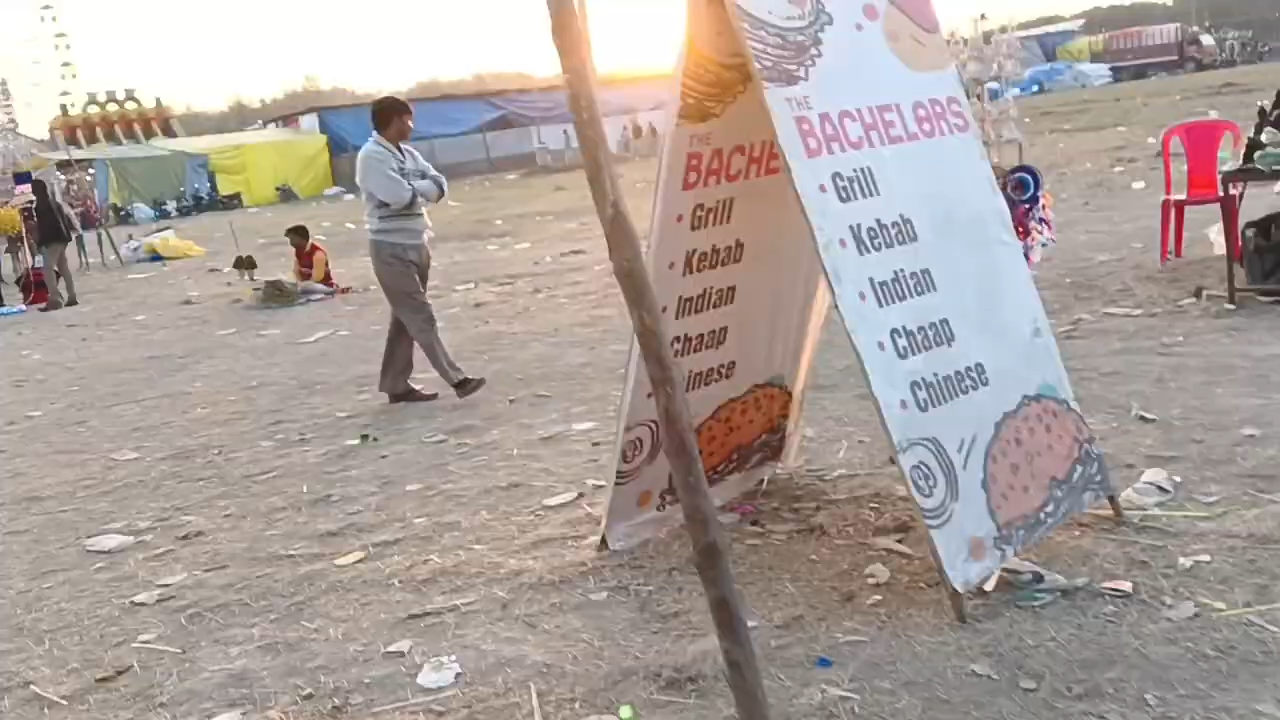 THE
BACHE
Grill
Kebab
Indian
Chaap
inese
THE
BACHELORS
• Grill
• Kebab
• Indian
• Chaap
• Chinese